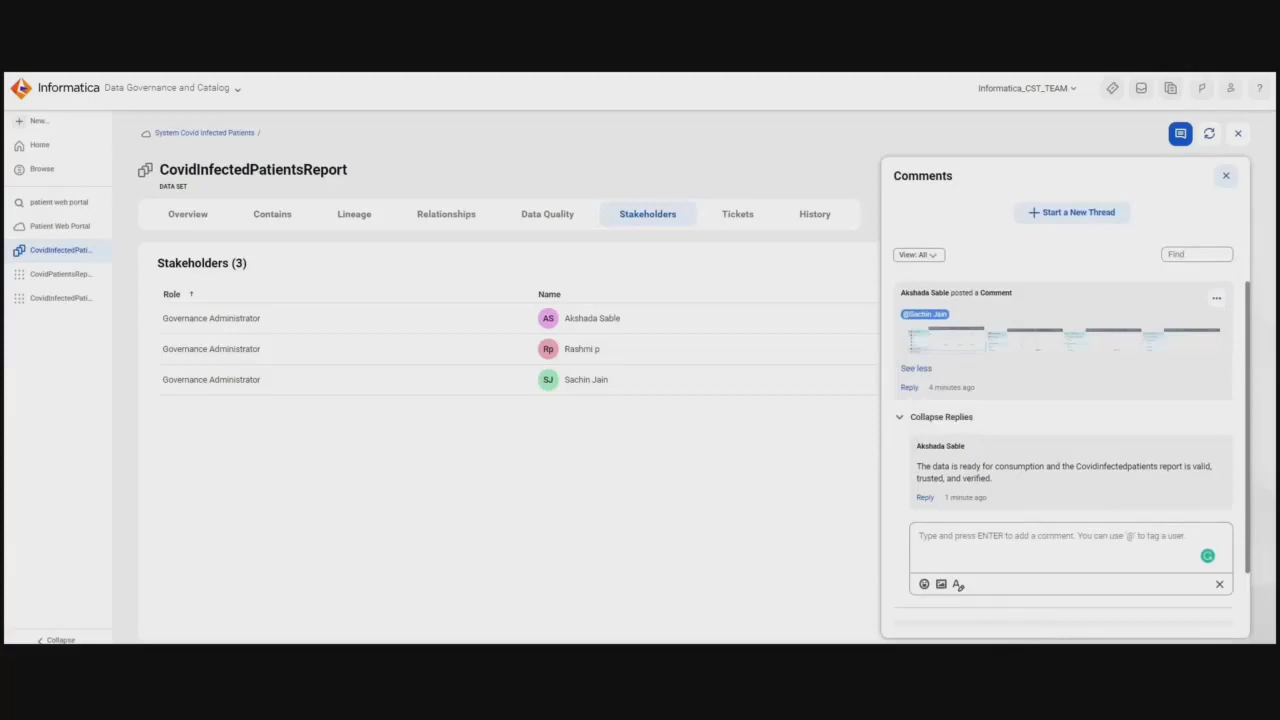 Informatica Data Governance and Catalog
Informatica_CST_TEAM
?
New...
Home
Browse
patient web portal
Patient Web Portal
CovidInfectedPati...
CovidPatientsRep...
CovidInfectedPati...
Collapse
System Covid Infected Patients /
CovidInfectedPatientsReport
DATA SET
Overview Contains Lineage Relationships Data Quality Stakeholders Tickets History
Stakeholders (3)
Role ↑ Name
Governance Administrator AS Akshada Sable
Governance Administrator Rp Rashmi p
Governance Administrator SJ Sachin Jain
Comments
+ Start a New Thread
View: All
Find
Akshada Sable posted a Comment
@Sachin Jain
See less
Reply 4 minutes ago
Collapse Replies
Akshada Sable
The data is ready for consumption and the Covidinfectedpatients report is valid,
trusted, and verified.
Reply 1 minute ago
Type and press ENTER to add a comment. You can use '@' to tag a user.